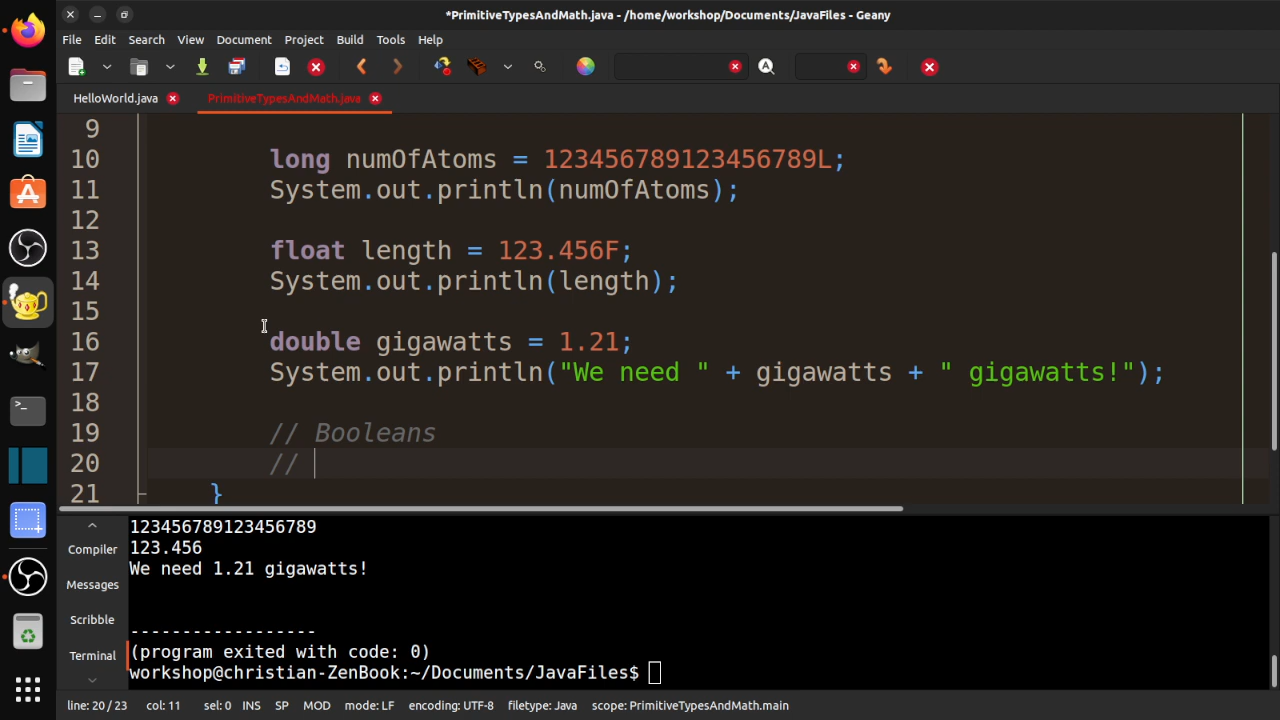 *PrimitiveTypesAndMath.java - /home/workshop/Documents/JavaFiles - Geany
File Edit Search View Document Project Build Tools Help
HelloWorld.java PrimitiveTypesAndMath.java
9
10 long numOfAtoms = 123456789123456789L;
11 System.out.println(numOfAtoms);
12
13 float length = 123.456F;
14 System.out.println(length);
15
16 double gigawatts = 1.21;
17 System.out.println("We need " + gigawatts + " gigawatts!");
18
19 // Booleans
20 //
21 }
Compiler
Messages
Scribble
Terminal
123456789123456789
123.456
We need 1.21 gigawatts!
------------------
(program exited with code: 0)
workshop@christian-ZenBook:~/Documents/JavaFiles$
line: 20 / 23 col: 11 sel: 0 INS SP MOD mode: LF encoding: UTF-8 filetype: Java scope: PrimitiveTypesAndMath.main